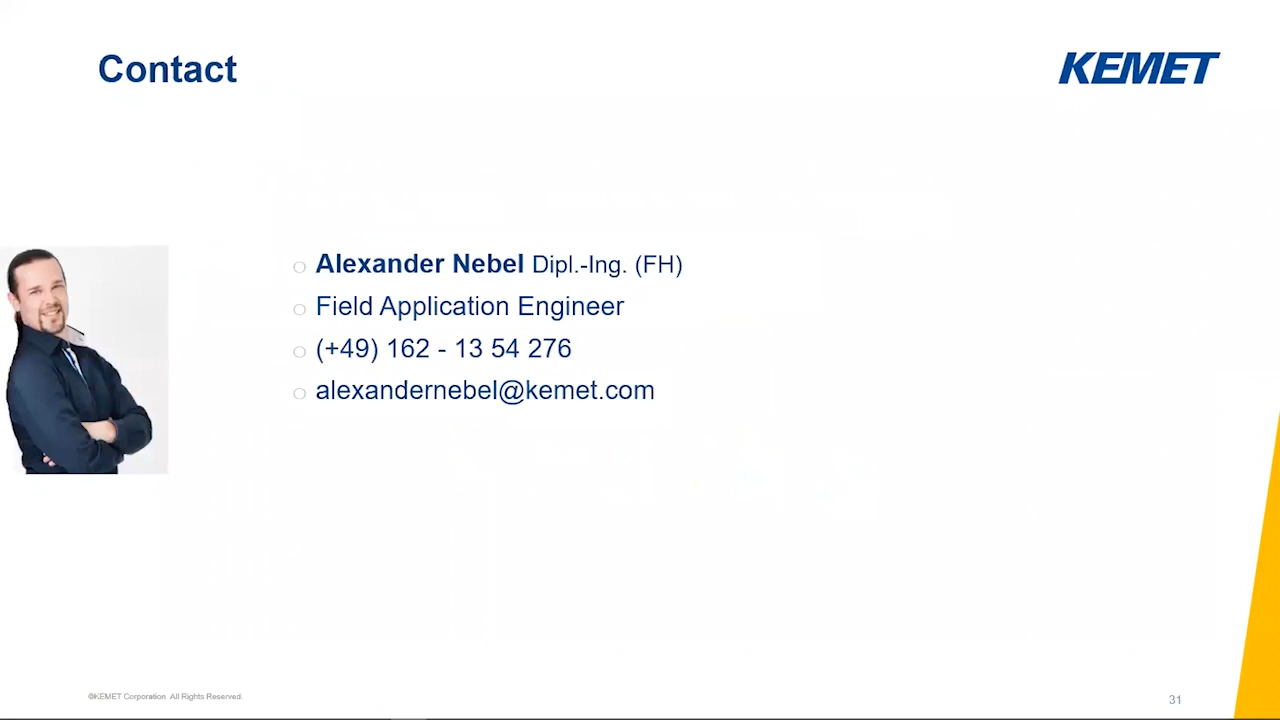 Contact
KEMET
Alexander Nebel Dipl.-Ing. (FH)
Field Application Engineer
(+49) 162 - 13 54 276
alexandernebel@kemet.com
©KEMET Corporation. All Rights Reserved.
31